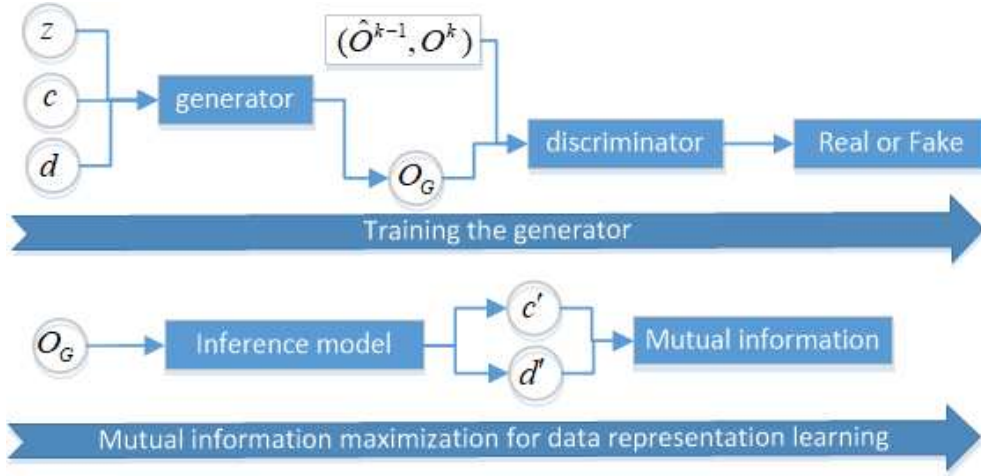 z
c
d
generator
(Ô^{k-1}, O^k)
O_G
discriminator
Real or Fake
Training the generator
O_G
Inference model
c'
d'
Mutual information
Mutual information maximization for data representation learning